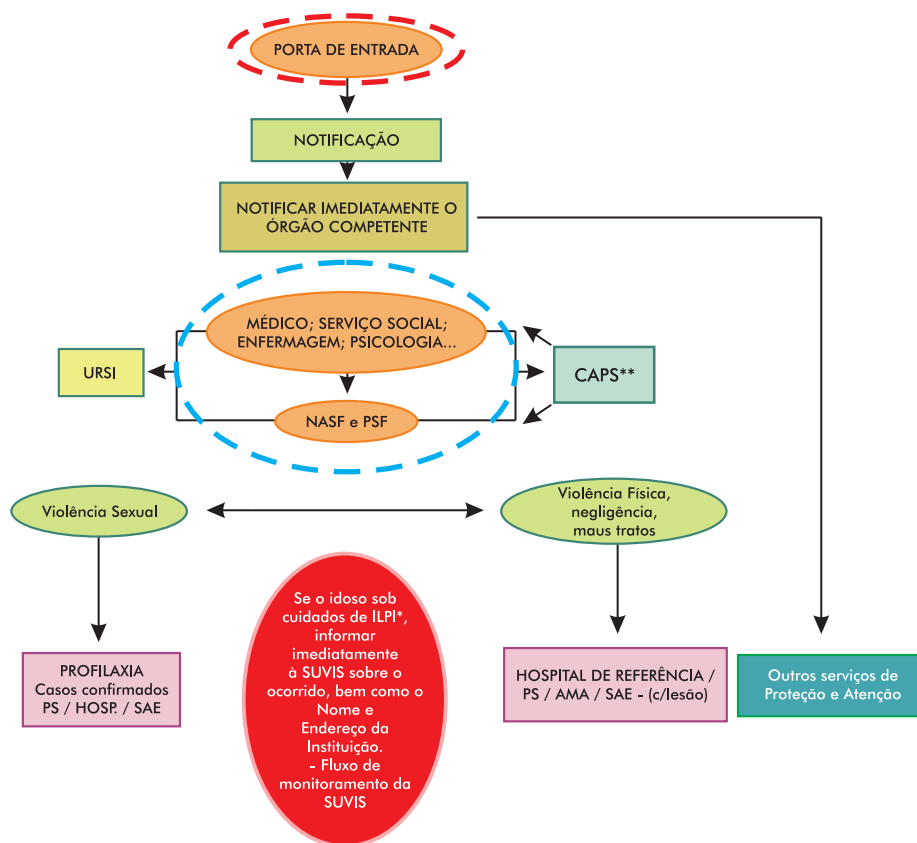 PORTA DE ENTRADA
NOTIFICAÇÃO
NOTIFICAR IMEDIATAMENTE O
ÓRGÃO COMPETENTE
MÉDICO; SERVIÇO SOCIAL;
ENFERMAGEM; PSICOLOGIA...
URSI
CAPS**
NASF e PSF
Violência Sexual
Violência Física,
negligência,
maus tratos
Se o idoso sob
cuidados de ILPI*,
informar
imediatamente
à SUVIS sobre o
ocorrido, bem como o
Nome e
Endereço da
Instituição.
- Fluxo de
monitoramento da
SUVIS
PROFILAXIA
Casos confirmados
PS / HOSP. / SAE
HOSPITAL DE REFERÊNCIA /
PS / AMA / SAE - (c/lesão)
Outros serviços de
Proteção e Atenção